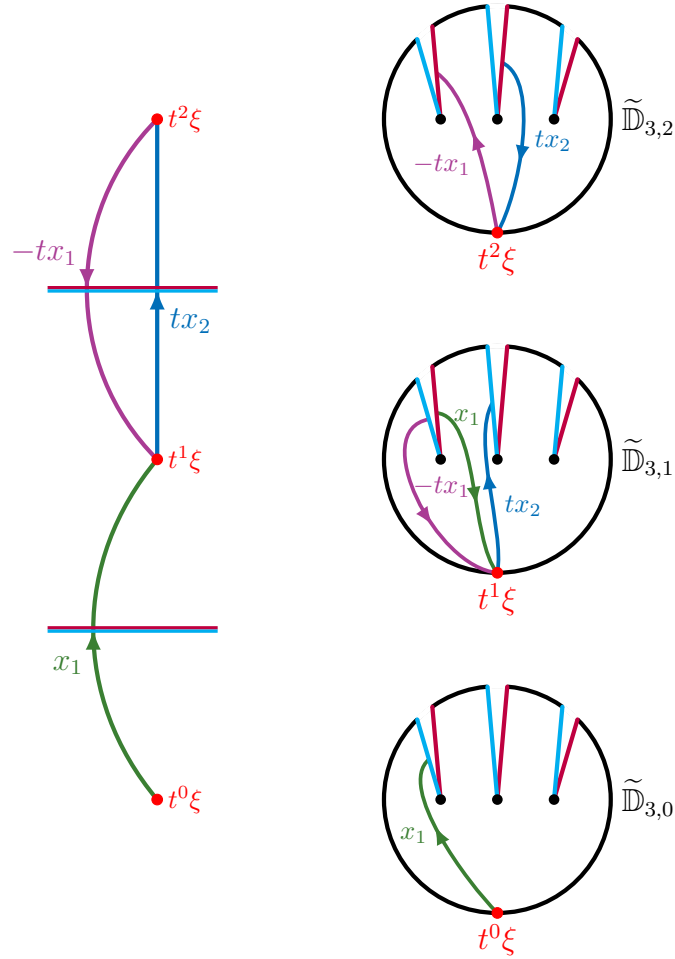 t²ξ
−tx₁
tx₂
t¹ξ
x₁
t⁰ξ
−tx₁
tx₂
𝔻̃₃,₂
t²ξ
x₁
−tx₁
tx₂
𝔻̃₃,₁
t¹ξ
x₁
𝔻̃₃,₀
t⁰ξ